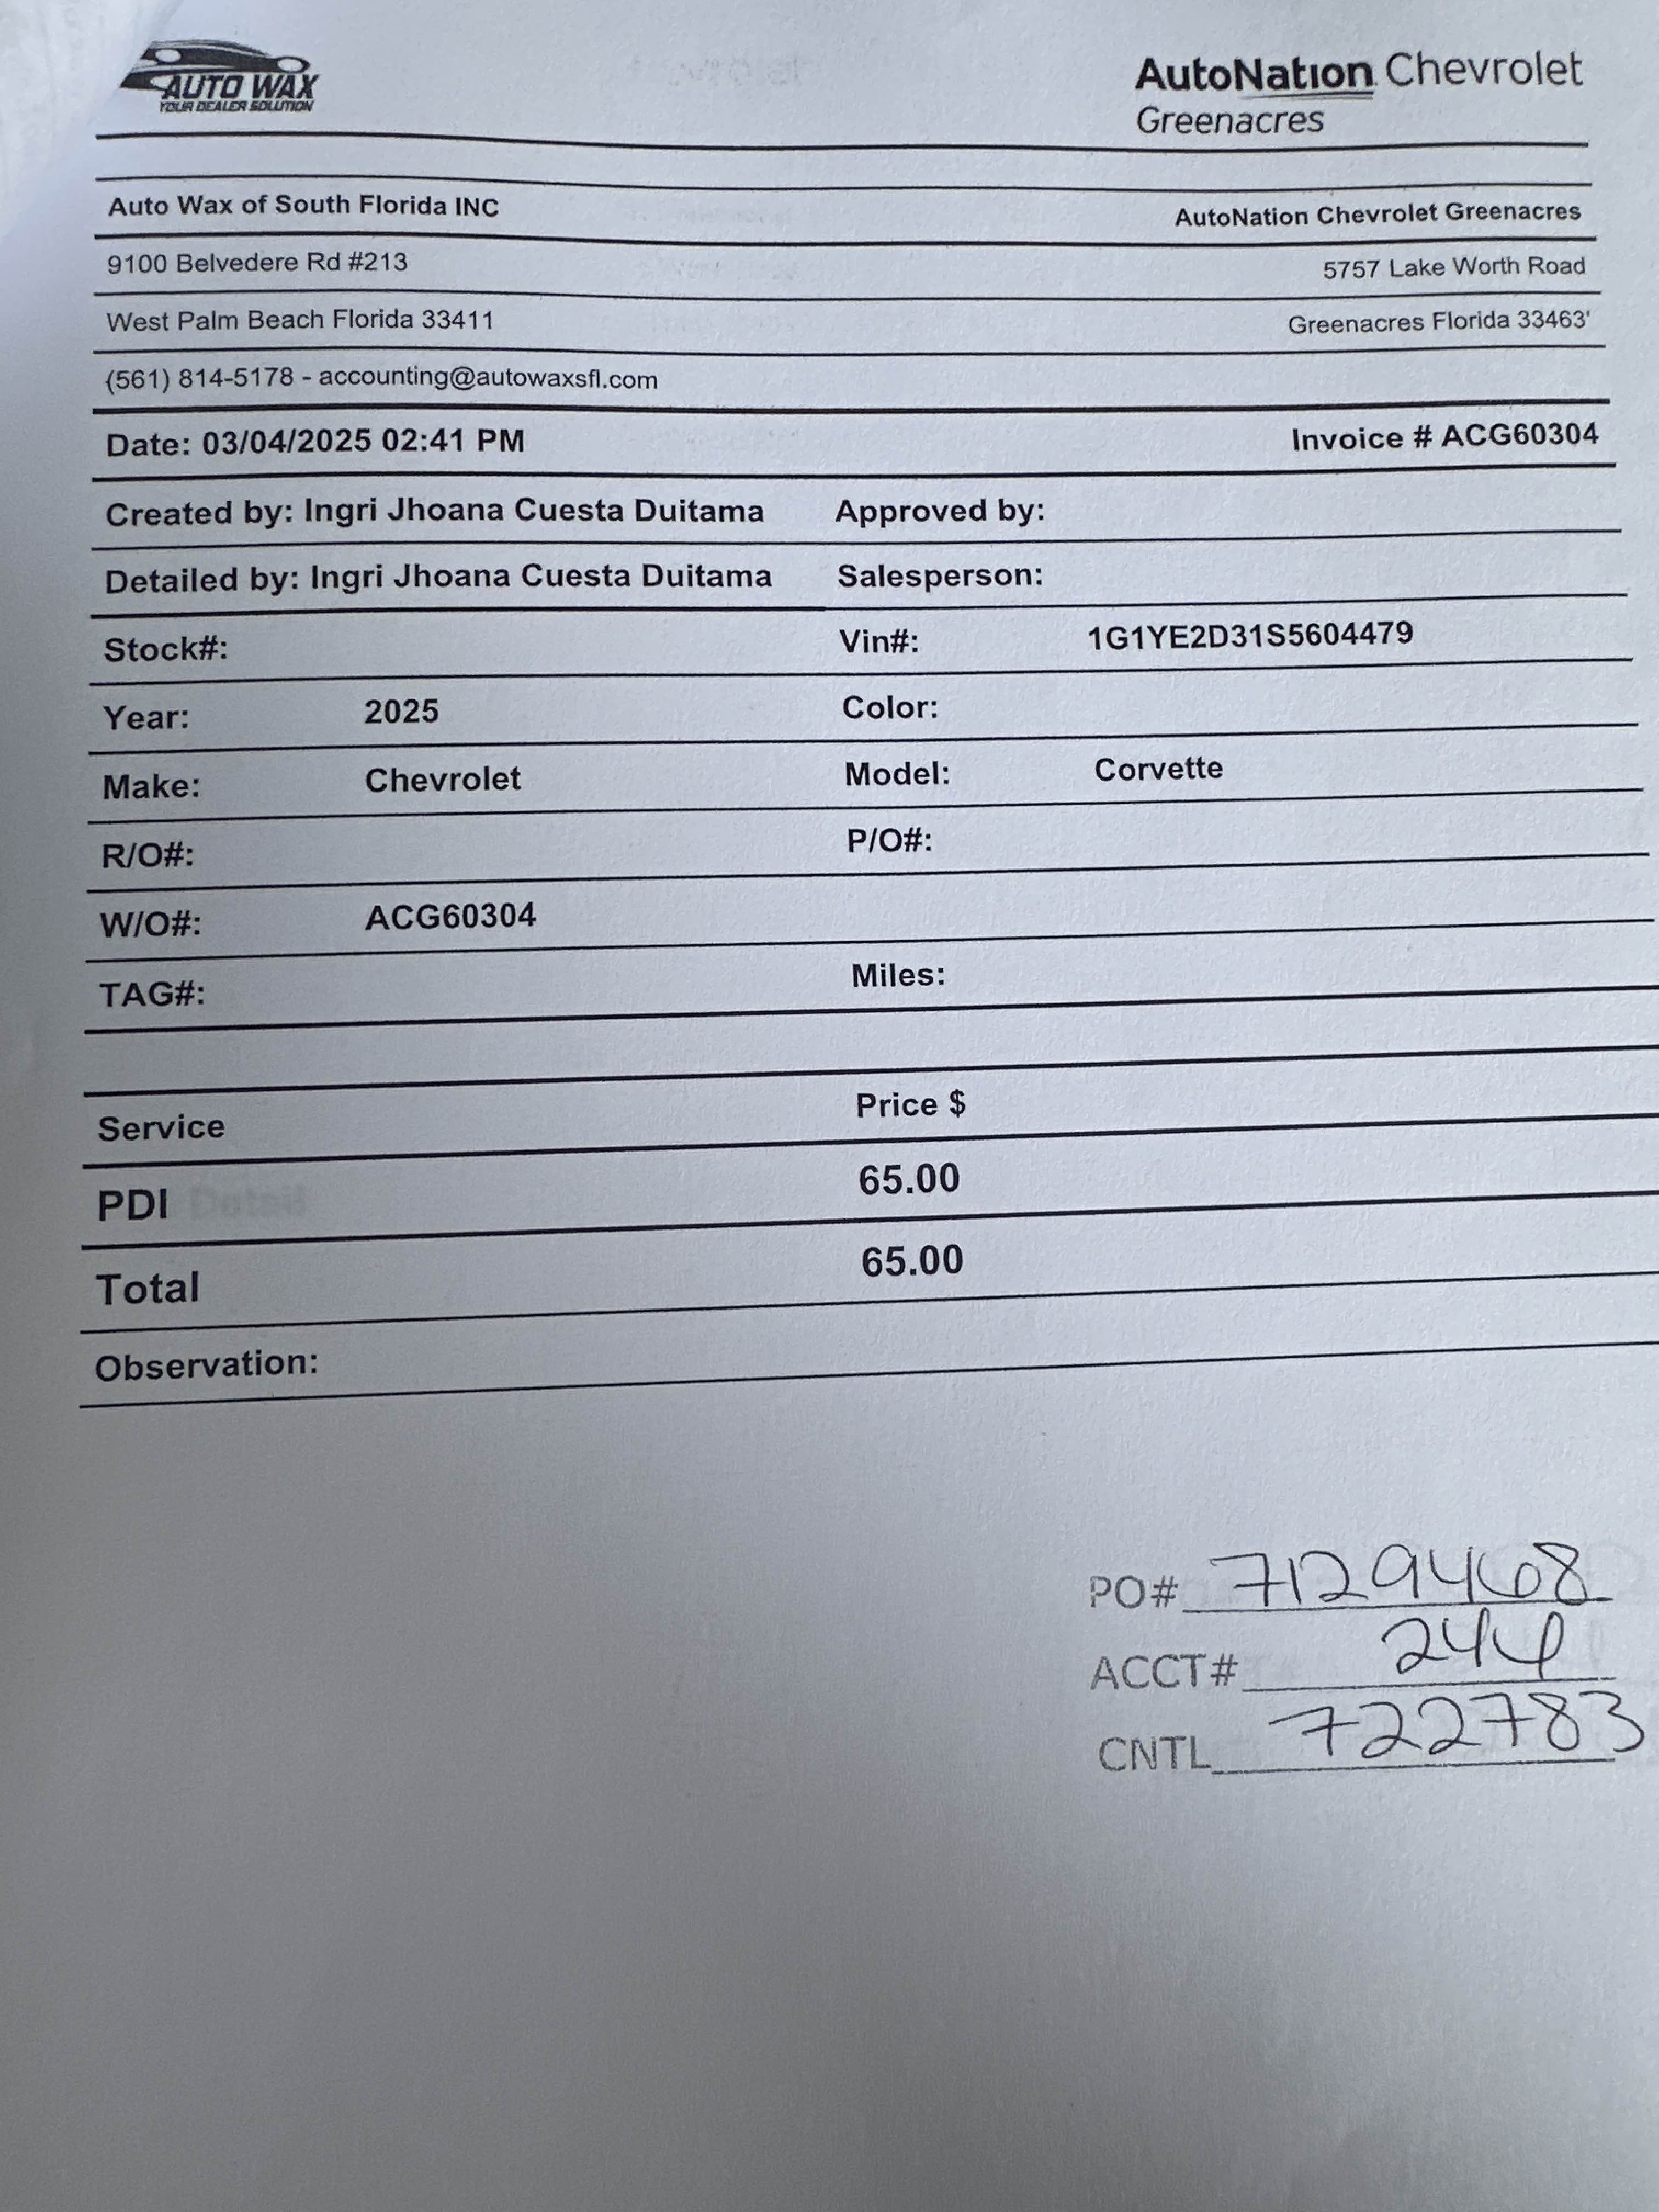 AUTO WAX
YOUR DEALER SOLUTION
AutoNation Chevrolet
Greenacres
Auto Wax of South Florida INC AutoNation Chevrolet Greenacres
9100 Belvedere Rd #213 5757 Lake Worth Road
West Palm Beach Florida 33411 Greenacres Florida 33463'
(561) 814-5178 - accounting@autowaxsfl.com
Date: 03/04/2025 02:41 PM Invoice # ACG60304
Created by: Ingri Jhoana Cuesta Duitama Approved by:
Detailed by: Ingri Jhoana Cuesta Duitama Salesperson:
Stock#: Vin#: 1G1YE2D31S5604479
Year: 2025 Color:
Make: Chevrolet Model: Corvette
R/O#: P/O#:
W/O#: ACG60304
TAG#: Miles:
Service Price $
PDI 65.00
Total 65.00
Observation:
PO# 7129468
ACCT#
CNTL 722783